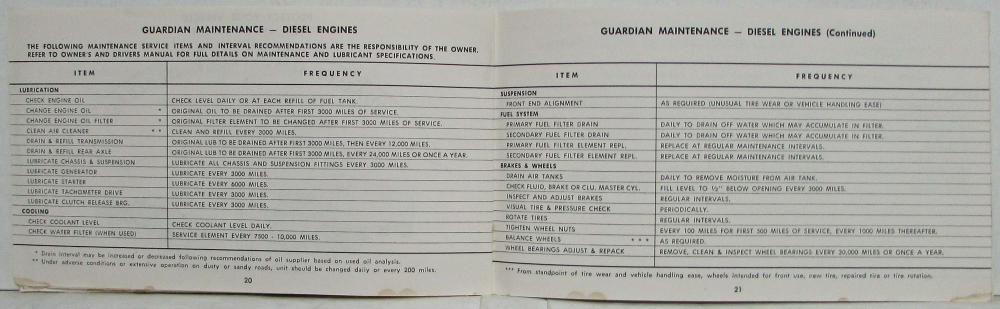 GUARDIAN MAINTENANCE — DIESEL ENGINES
THE FOLLOWING MAINTENANCE SERVICE ITEMS AND INTERVAL RECOMMENDATIONS ARE THE RESPONSIBILITY OF THE OWNER.
REFER TO OWNER'S AND DRIVERS MANUAL FOR FULL DETAILS ON MAINTENANCE AND LUBRICANT SPECIFICATIONS.
ITEM FREQUENCY
LUBRICATION
CHECK ENGINE OIL CHECK LEVEL DAILY OR AT EACH REFILL OF FUEL TANK.
CHANGE ENGINE OIL * ORIGINAL OIL TO BE DRAINED AFTER FIRST 3000 MILES OF SERVICE.
CHANGE ENGINE OIL FILTER * ORIGINAL FILTER ELEMENT TO BE CHANGED AFTER FIRST 3000 MILES OF SERVICE.
CLEAN AIR CLEANER ** CLEAN AND REFILL EVERY 3000 MILES.
DRAIN & REFILL TRANSMISSION ORIGINAL LUB TO BE DRAINED AFTER FIRST 3000 MILES, THEN EVERY 12,000 MILES.
DRAIN & REFILL REAR AXLE ORIGINAL LUB TO BE DRAINED AFTER FIRST 3000 MILES, EVERY 24,000 MILES OR ONCE A YEAR.
LUBRICATE CHASSIS & SUSPENSION LUBRICATE ALL CHASSIS AND SUSPENSION FITTINGS EVERY 3000 MILES.
LUBRICATE GENERATOR LUBRICATE EVERY 3000 MILES.
LUBRICATE STARTER LUBRICATE EVERY 6000 MILES.
LUBRICATE TACHOMETER DRIVE LUBRICATE EVERY 3000 MILES.
LUBRICATE CLUTCH RELEASE BRG. LUBRICATE EVERY 3000 MILES.
COOLING
CHECK COOLANT LEVEL CHECK COOLANT LEVEL DAILY.
CHECK WATER FILTER (WHEN USED) SERVICE ELEMENT EVERY 7500 - 10,000 MILES.
* Drain interval may be increased or decreased following recommendations of oil supplier based on used oil analysis.
** Under adverse conditions or extensive operation on dusty or sandy roads, unit should be changed daily or every 200 miles.
20
GUARDIAN MAINTENANCE — DIESEL ENGINES (Continued)
ITEM FREQUENCY
SUSPENSION
FRONT END ALIGNMENT AS REQUIRED (UNUSUAL TIRE WEAR OR VEHICLE HANDLING EASE)
FUEL SYSTEM
PRIMARY FUEL FILTER DRAIN DAILY TO DRAIN OFF WATER WHICH MAY ACCUMULATE IN FILTER.
SECONDARY FUEL FILTER DRAIN DAILY TO DRAIN OFF WATER WHICH MAY ACCUMULATE IN FILTER.
PRIMARY FUEL FILTER ELEMENT REPL. REPLACE AT REGULAR MAINTENANCE INTERVALS.
SECONDARY FUEL FILTER ELEMENT REPL. REPLACE AT REGULAR MAINTENANCE INTERVALS.
BRAKES & WHEELS
DRAIN AIR TANKS DAILY TO REMOVE MOISTURE FROM AIR TANK.
CHECK FLUID, BRAKE OR CLU. MASTER CYL. FILL LEVEL TO ½" BELOW OPENING EVERY 3000 MILES.
INSPECT AND ADJUST BRAKES REGULAR INTERVALS.
VISUAL TIRE & PRESSURE CHECK PERIODICALLY.
ROTATE TIRES REGULAR INTERVALS.
TIGHTEN WHEEL NUTS EVERY 100 MILES FOR FIRST 500 MILES OF SERVICE, EVERY 1000 MILES THEREAFTER.
BALANCE WHEELS *** AS REQUIRED.
WHEEL BEARINGS ADJUST & REPACK REMOVE, CLEAN & INSPECT WHEEL BEARINGS EVERY 30,000 MILES OR ONCE A YEAR.
*** From standpoint of tire wear and vehicle handling ease, wheels intended for front use, new tire, repaired tire or tire rotation.
21